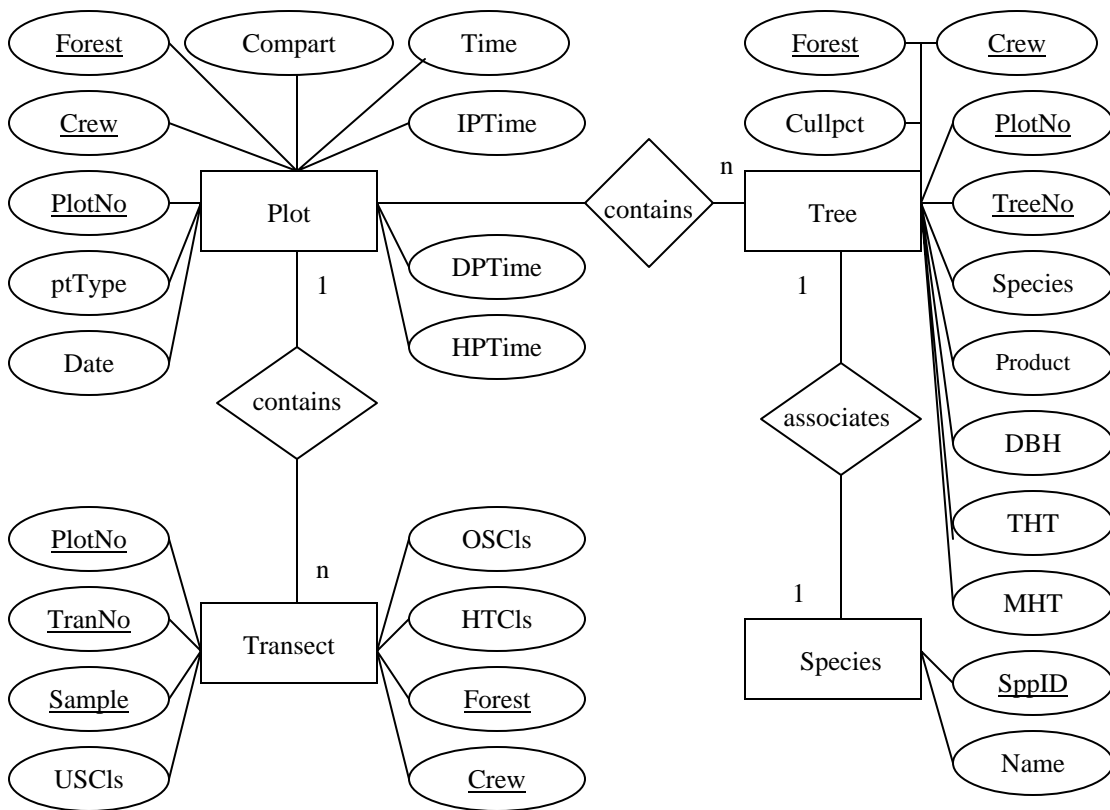 Forest
Compart
Time
Forest
Crew
Crew
IPTime
Cullpct
PlotNo
n
PlotNo
Plot
contains
Tree
TreeNo
ptType
1
DPTime
1
Species
Date
HPTime
Product
contains
associates
DBH
PlotNo
OSCls
THT
n
1
TranNo
HTCls
MHT
Transect
Species
Sample
Forest
SppID
USCls
Crew
Name